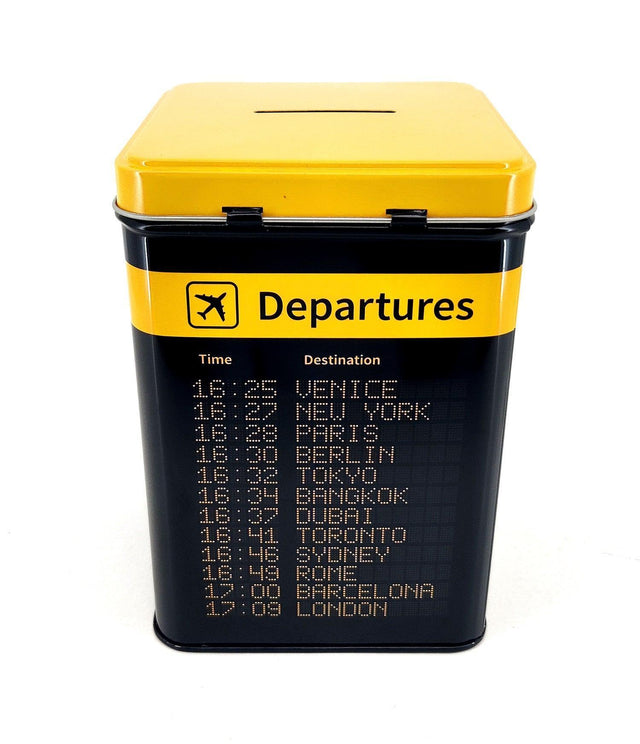 Departures
Time Destination
16:25 VENICE
16:27 NEW YORK
16:28 PARIS
16:30 BERLIN
16:32 TOKYO
16:34 BANGKOK
16:37 DUBAI
16:41 TORONTO
16:46 SYDNEY
16:49 ROME
17:00 BARCELONA
17:09 LONDON